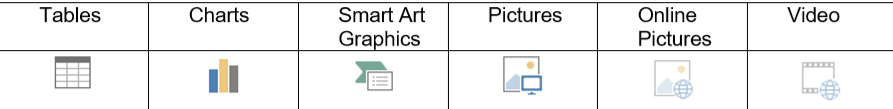 Tables Charts Smart Art Pictures Online Video
Graphics Pictures